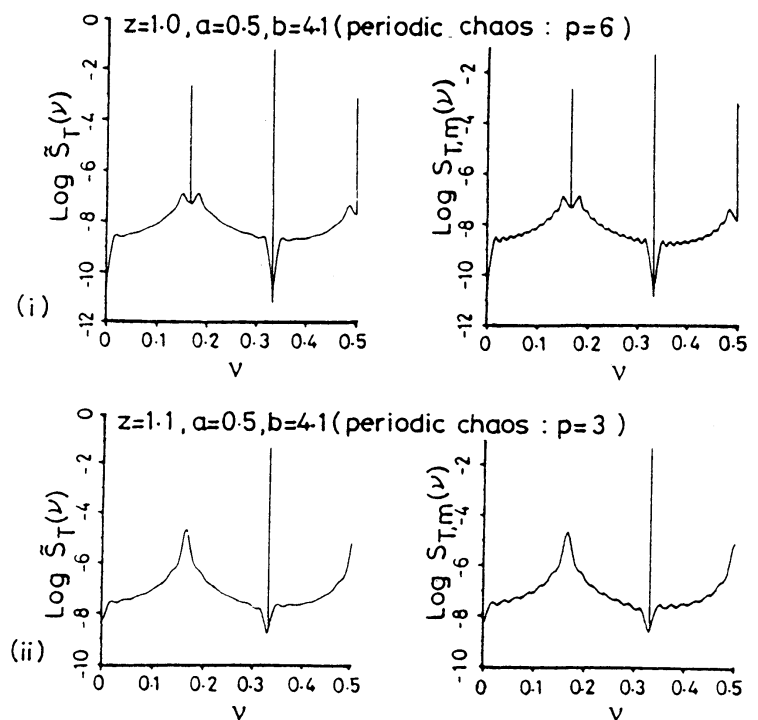 z=1·0, a=0·5, b=4·1 (periodic chaos : p=6)
0
-2
-4
-6
-8
-10
-12
Log S̃_T(ν)
0 0·1 0·2 0·3 0·4 0·5
ν
-2
-4
-6
-8
-10
-12
Log S_T,m(ν)
0 0·1 0·2 0·3 0·4 0·5
ν
(i)
z=1·1, a=0·5, b=4·1 (periodic chaos : p=3)
0
-2
-4
-6
-8
-10
Log S̃_T(ν)
0 0·1 0·2 0·3 0·4 0·5
ν
-2
-4
-6
-8
-10
Log S_T,m(ν)
0 0·1 0·2 0·3 0·4 0·5
ν
(ii)